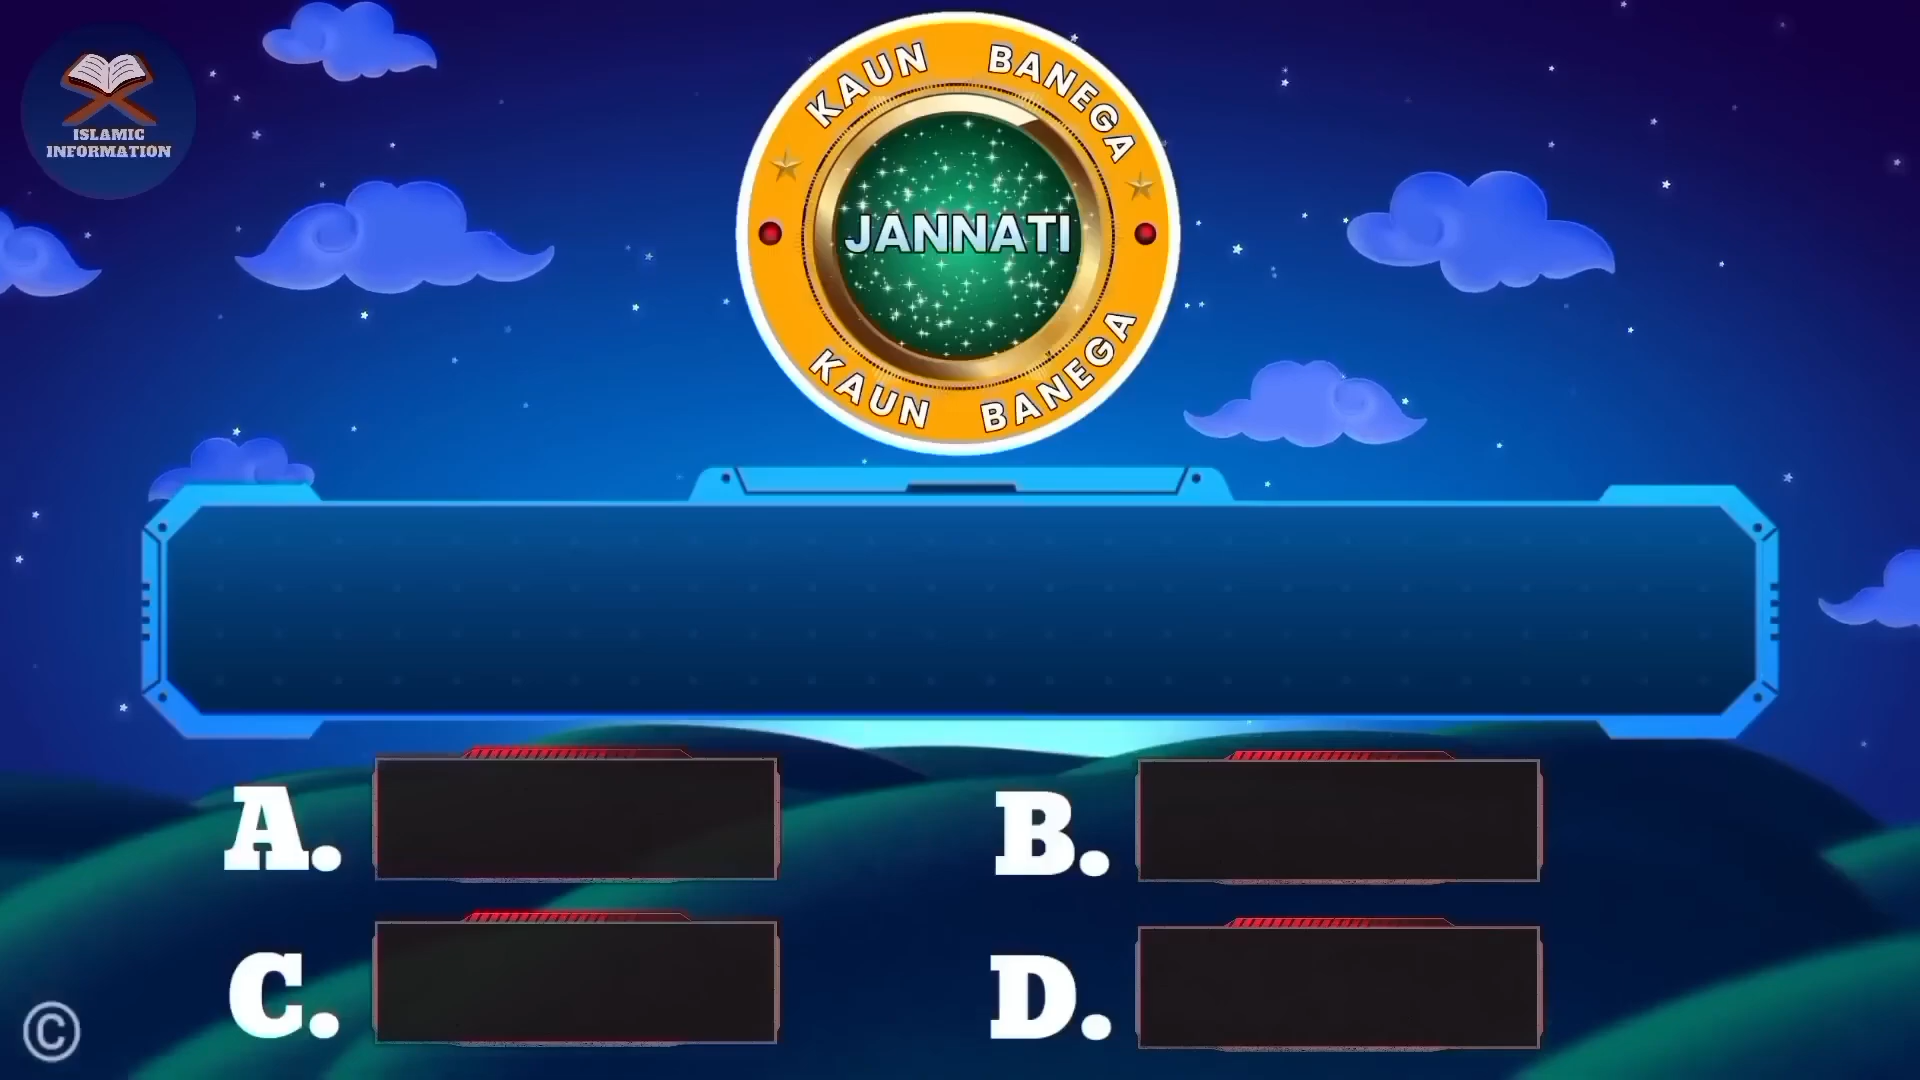 ISLAMIC
INFORMATION
KAUN BANEGA
JANNATI
KAUN BANEGA
A.
B.
C.
D.
©